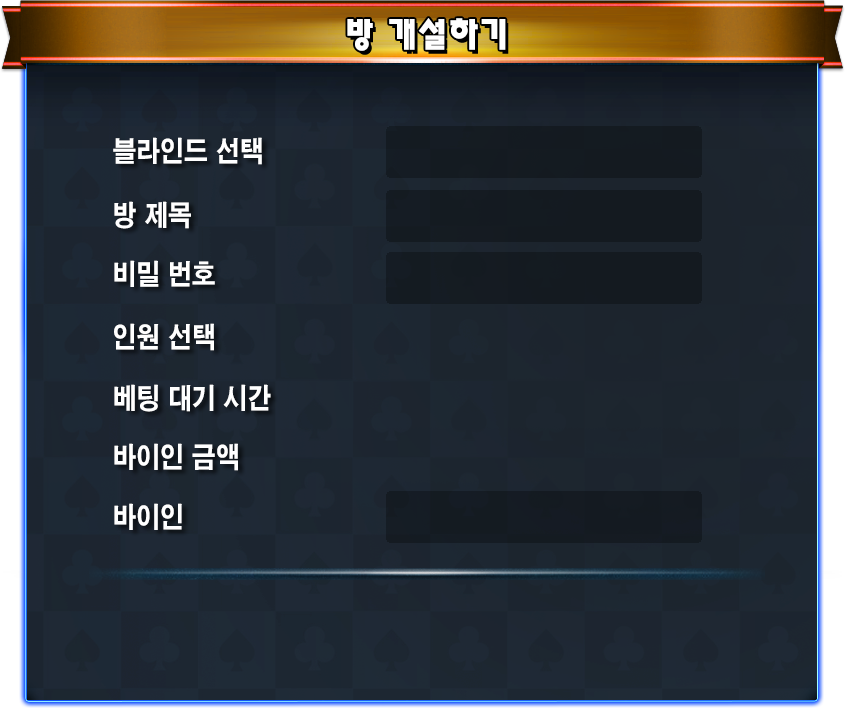 방 개설하기
블라인드 선택
방 제목
비밀 번호
인원 선택
베팅 대기 시간
바이인 금액
바이인